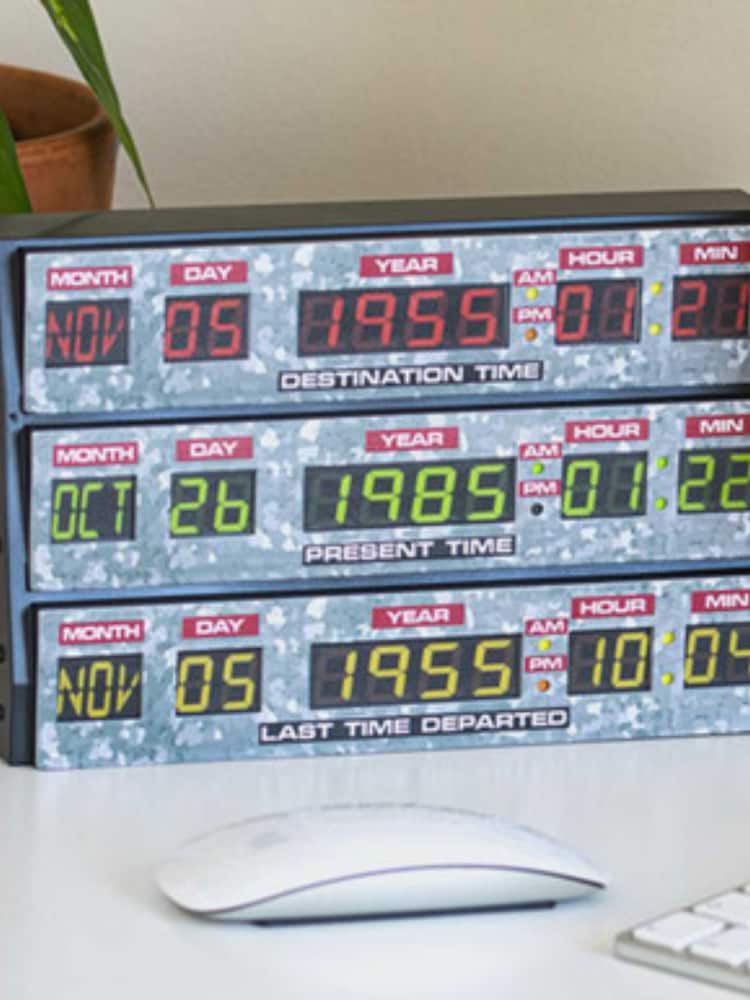 MONTH DAY YEAR AM HOUR MIN
NOV 05 1955 PM 01 21
DESTINATION TIME
MONTH DAY YEAR AM HOUR MIN
OCT 26 1985 PM 01 22
PRESENT TIME
MONTH DAY YEAR AM HOUR MIN
NOV 05 1955 PM 10 04
LAST TIME DEPARTED